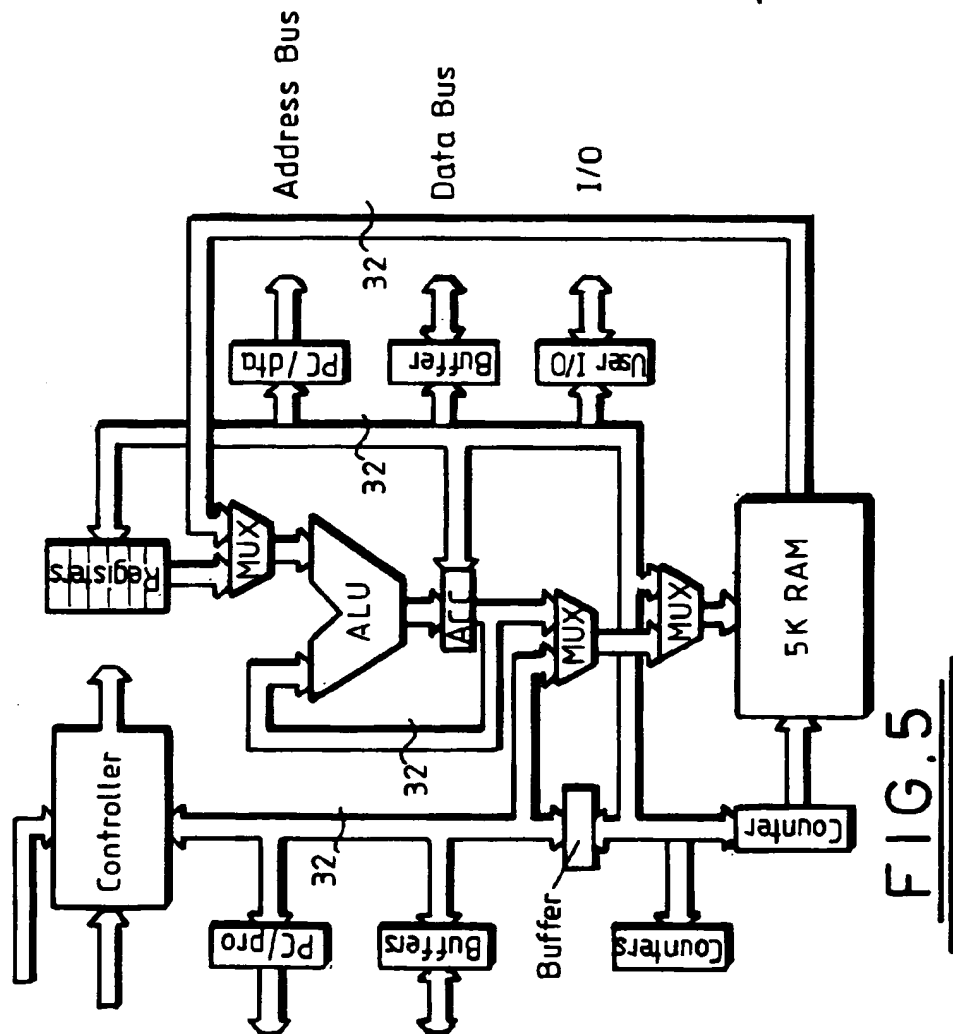 Address Bus
Data Bus
I/O
Controller
Registers
MUX
ALU
ACC
32
32
32
32
PC/dta
Buffer
User I/O
PC/pro
Buffers
Buffer
Counters
MUX
MUX
Counter
5K RAM
FIG.5